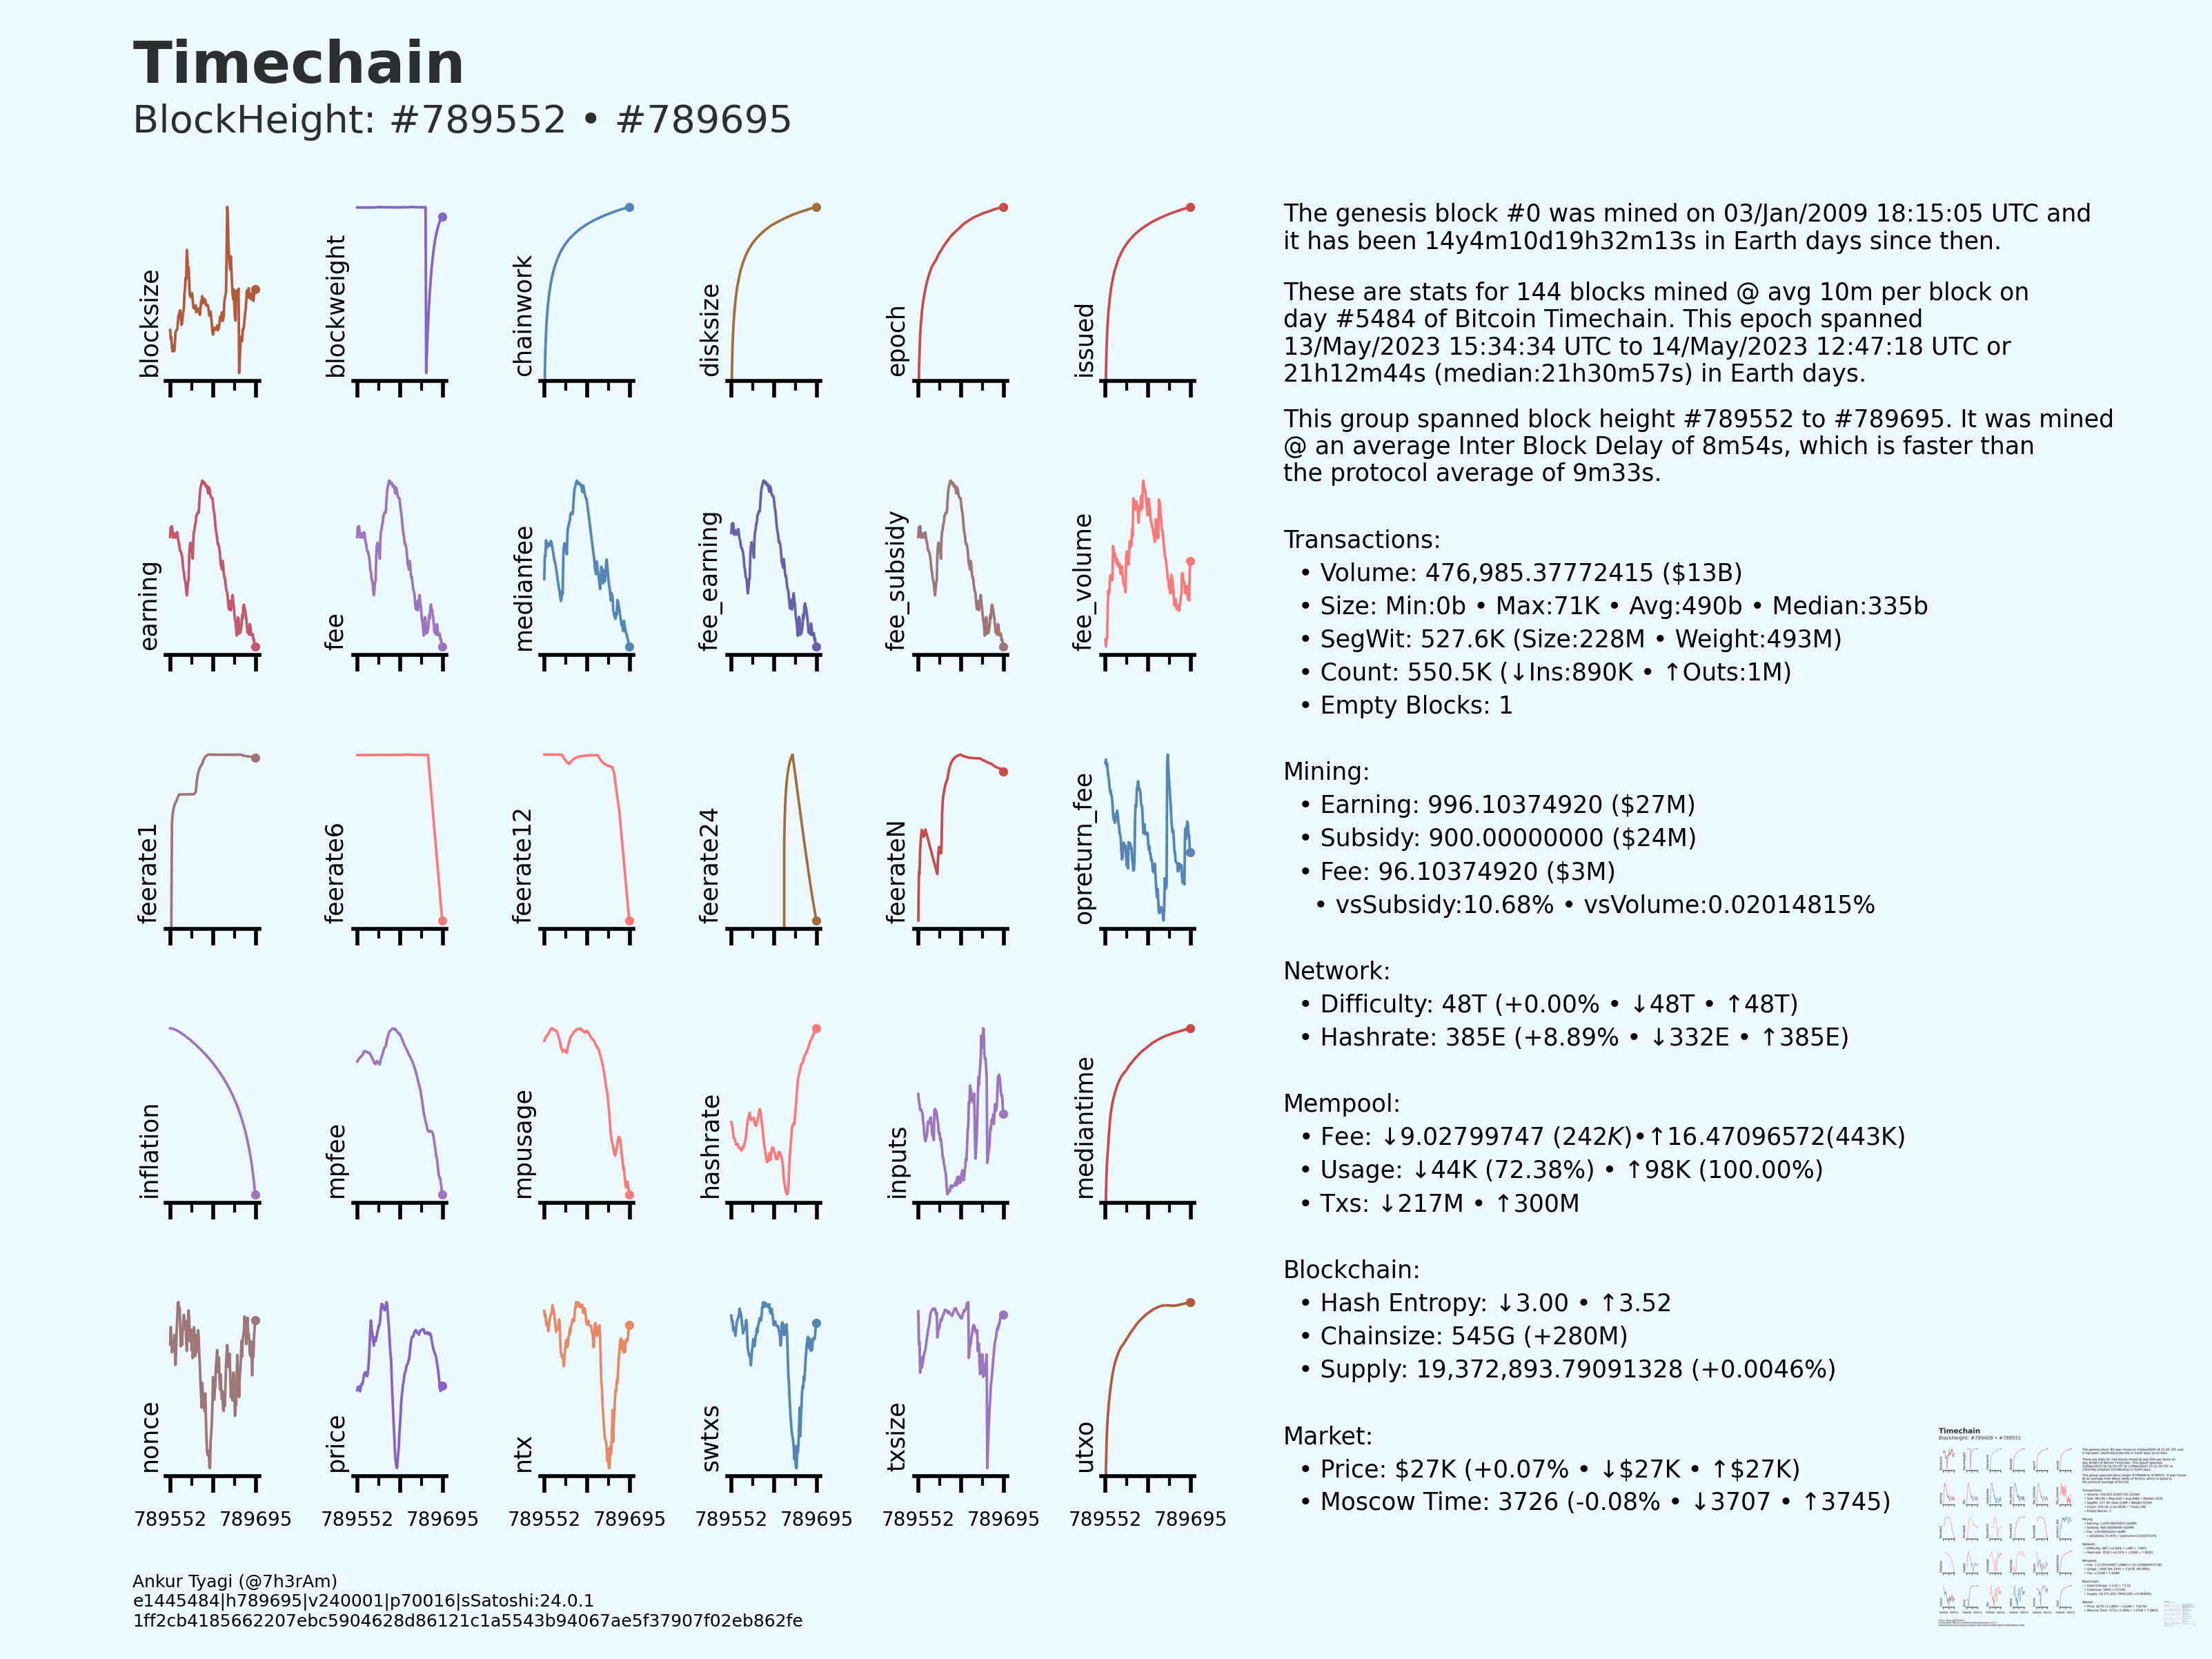 Timechain
BlockHeight: #789552 • #789695
blocksize
blockweight
chainwork
disksize
epoch
issued
earning
fee
medianfee
fee_earning
fee_subsidy
fee_volume
feerate1
feerate6
feerate12
feerate24
feerateN
opreturn_fee
inflation
mpfee
mpusage
hashrate
inputs
mediantime
nonce
price
ntx
swtxs
txsize
utxo
789552 789695 789552 789695 789552 789695 789552 789695 789552 789695 789552 789695
The genesis block #0 was mined on 03/Jan/2009 18:15:05 UTC and
it has been 14y4m10d19h32m13s in Earth days since then.
These are stats for 144 blocks mined @ avg 10m per block on
day #5484 of Bitcoin Timechain. This epoch spanned
13/May/2023 15:34:34 UTC to 14/May/2023 12:47:18 UTC or
21h12m44s (median:21h30m57s) in Earth days.
This group spanned block height #789552 to #789695. It was mined
@ an average Inter Block Delay of 8m54s, which is faster than
the protocol average of 9m33s.
Transactions:
• Volume: 476,985.37772415 ($13B)
• Size: Min:0b • Max:71K • Avg:490b • Median:335b
• SegWit: 527.6K (Size:228M • Weight:493M)
• Count: 550.5K (↓Ins:890K • ↑Outs:1M)
• Empty Blocks: 1
Mining:
• Earning: 996.10374920 ($27M)
• Subsidy: 900.00000000 ($24M)
• Fee: 96.10374920 ($3M)
• vsSubsidy:10.68% • vsVolume:0.02014815%
Network:
• Difficulty: 48T (+0.00% • ↓48T • ↑48T)
• Hashrate: 385E (+8.89% • ↓332E • ↑385E)
Mempool:
• Fee: ↓9.02799747 (242K)•↑16.47096572(443K)
• Usage: ↓44K (72.38%) • ↑98K (100.00%)
• Txs: ↓217M • ↑300M
Blockchain:
• Hash Entropy: ↓3.00 • ↑3.52
• Chainsize: 545G (+280M)
• Supply: 19,372,893.79091328 (+0.0046%)
Market:
• Price: $27K (+0.07% • ↓$27K • ↑$27K)
• Moscow Time: 3726 (-0.08% • ↓3707 • ↑3745)
Ankur Tyagi (@7h3rAm)
e1445484|h789695|v240001|p70016|sSatoshi:24.0.1
1ff2cb4185662207ebc5904628d86121c1a5543b94067ae5f37907f02eb862fe
Timechain
BlockHeight: #789408 • #789551